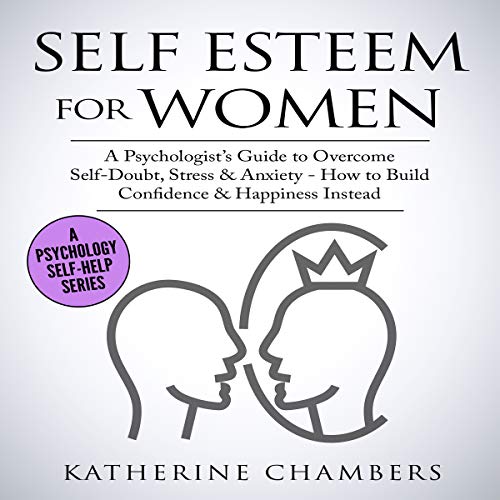 SELF ESTEEM
FOR WOMEN
A Psychologist's Guide to Overcome
Self-Doubt, Stress & Anxiety - How to Build
Confidence & Happiness Instead
A
PSYCHOLOGY
SELF-HELP
SERIES
KATHERINE CHAMBERS